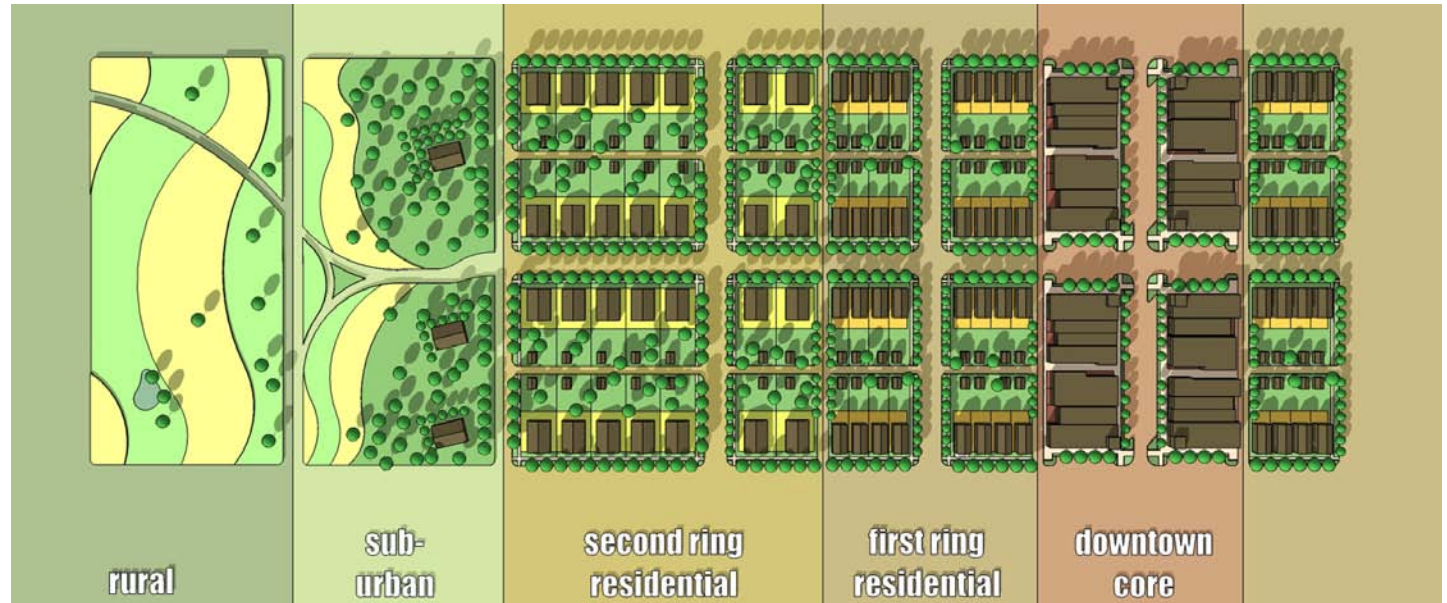 rural
sub-
urban
second ring
residential
first ring
residential
downtown
core